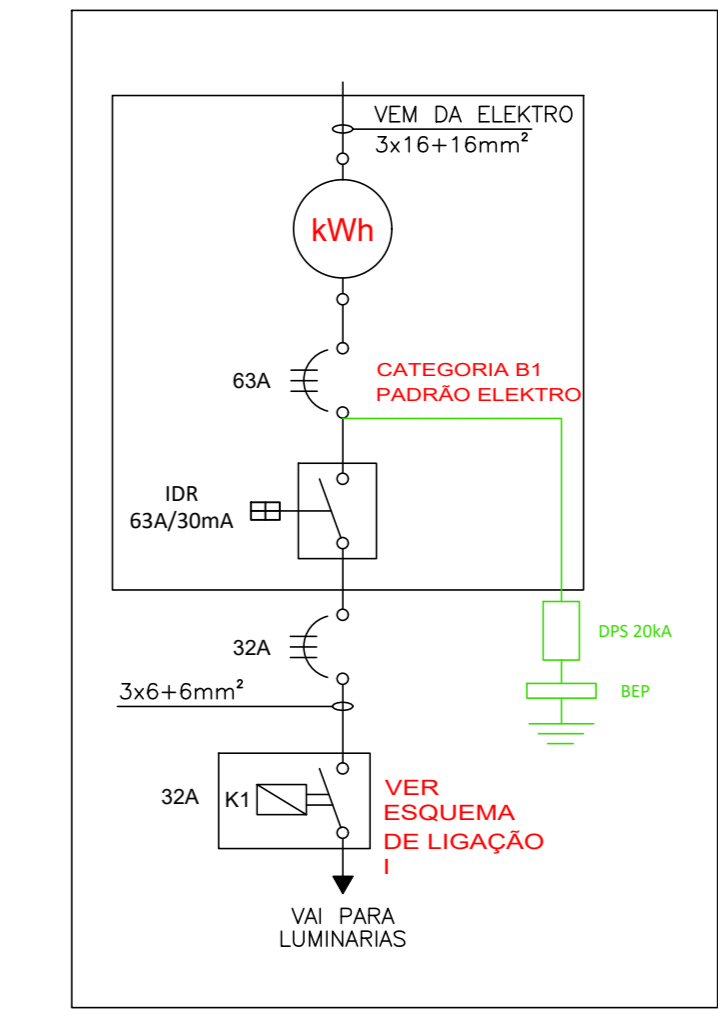 VEM DA ELEKTRO
3x16+16mm²
kWh
63A
CATEGORIA B1
PADRÃO ELEKTRO
IDR
63A/30mA
32A
DPS 20kA
BEP
3x6+6mm²
32A
K1
VER
ESQUEMA
DE LIGAÇÃO
I
VAI PARA
LUMINARIAS